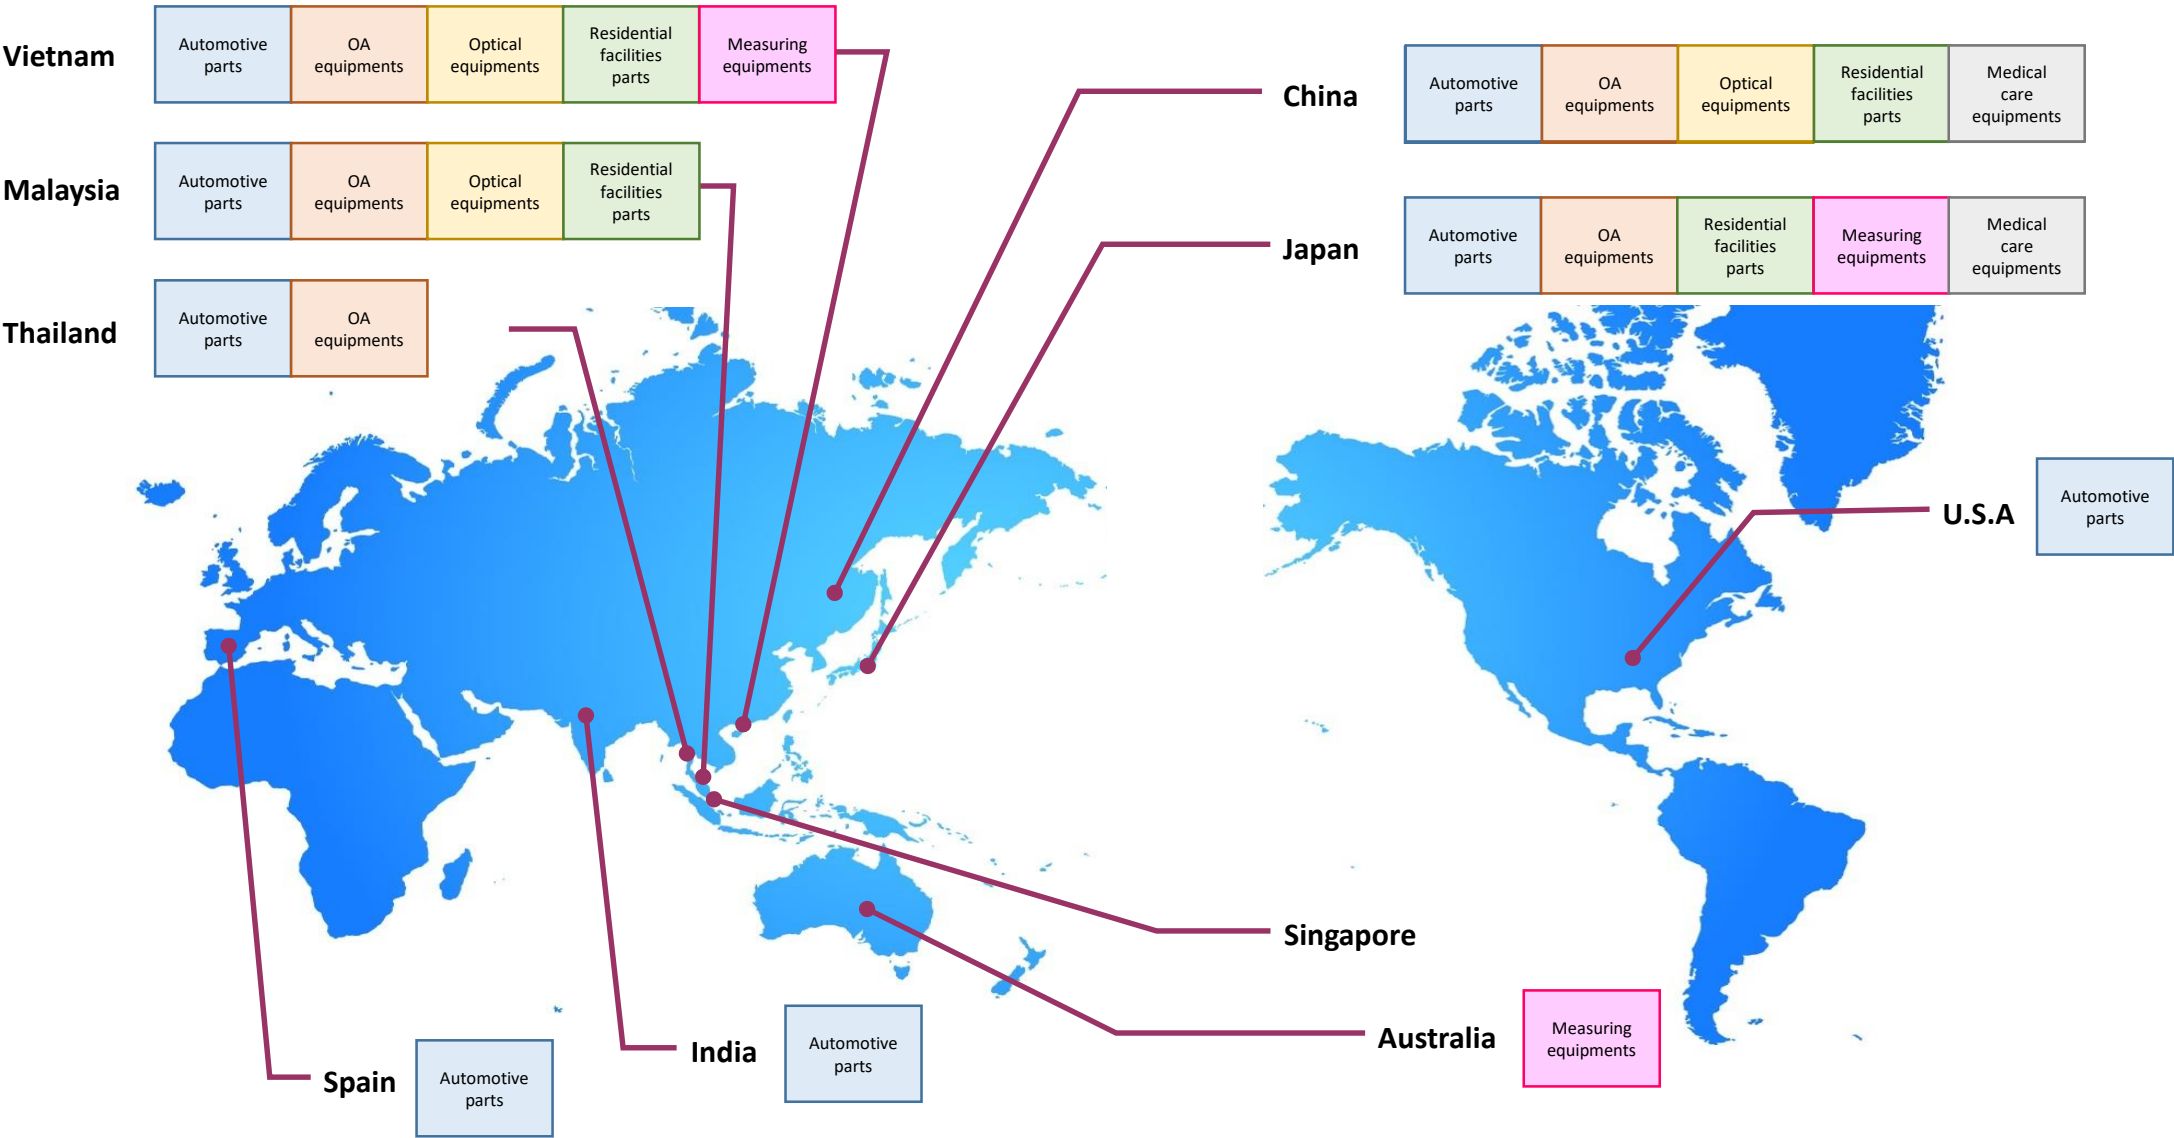 Vietnam
Automotive
parts
OA
equipments
Optical
equipments
Residential
facilities
parts
Measuring
equipments
Malaysia
Automotive
parts
OA
equipments
Optical
equipments
Residential
facilities
parts
Thailand
Automotive
parts
OA
equipments
China
Automotive
parts
OA
equipments
Optical
equipments
Residential
facilities
parts
Medical
care
equipments
Japan
Automotive
parts
OA
equipments
Residential
facilities
parts
Measuring
equipments
Medical
care
equipments
U.S.A
Automotive
parts
Singapore
Australia
Measuring
equipments
India
Automotive
parts
Spain
Automotive
parts